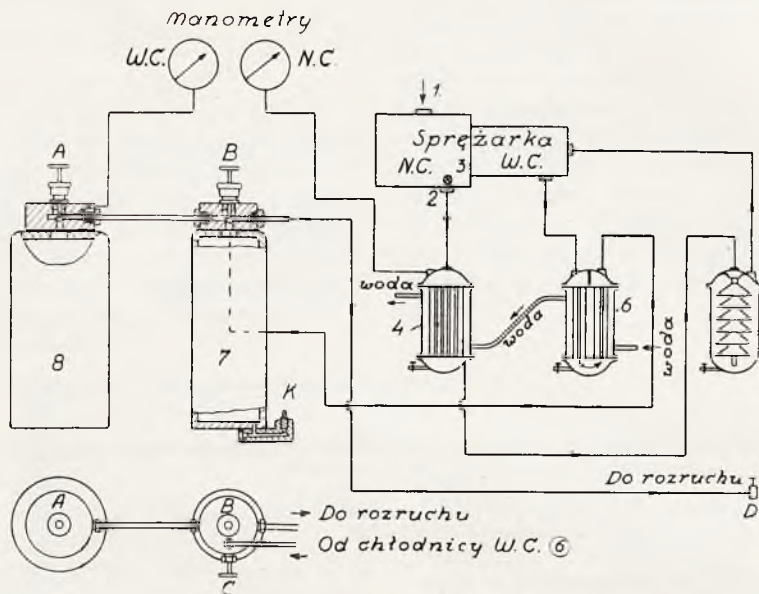 Manometry
W.C.
N.C.
1.
A
B
Sprężarka
N.C.
3
W.C.
2
woda
4
woda
6
woda
8
7
K
Do rozruchu
D
A
B
Do rozruchu
Od chłodnicy W.C. 6
C